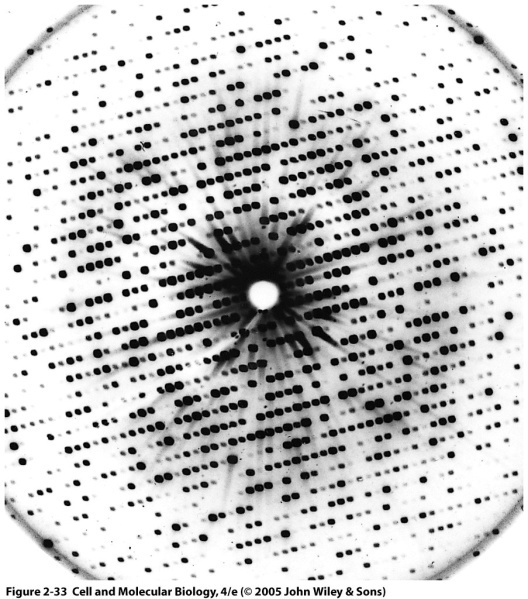 Figure 2-33 Cell and Molecular Biology, 4/e (© 2005 John Wiley & Sons)